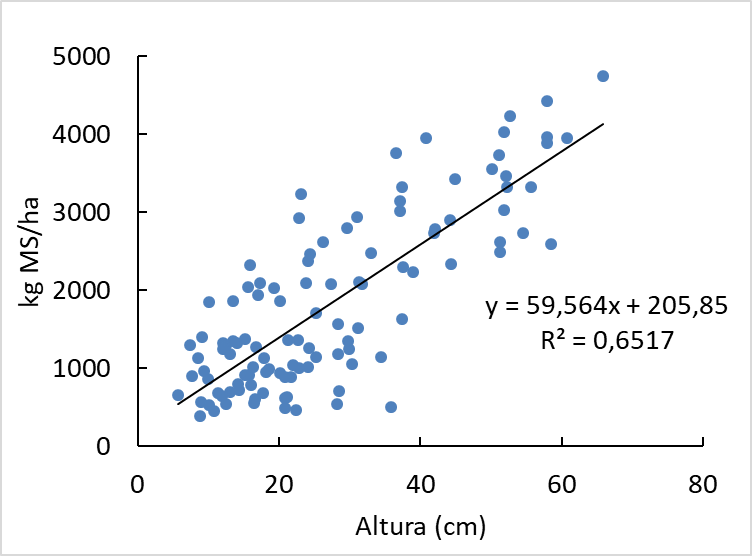 5000
4000
3000
2000
1000
0
kg MS/ha
y = 59,564x + 205,85
R² = 0,6517
0 20 40 60 80
Altura (cm)